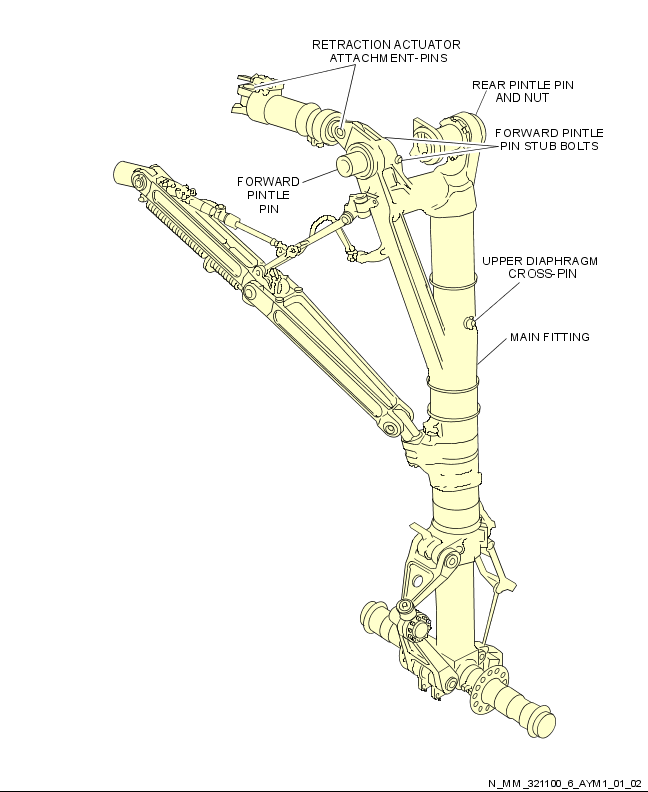 RETRACTION ACTUATOR
ATTACHMENT-PINS
REAR PINTLE PIN
AND NUT
FORWARD PINTLE
PIN STUB BOLTS
FORWARD
PINTLE
PIN
UPPER DIAPHRAGM
CROSS-PIN
MAIN FITTING
N_MM_321100_6_AYM1_01_02